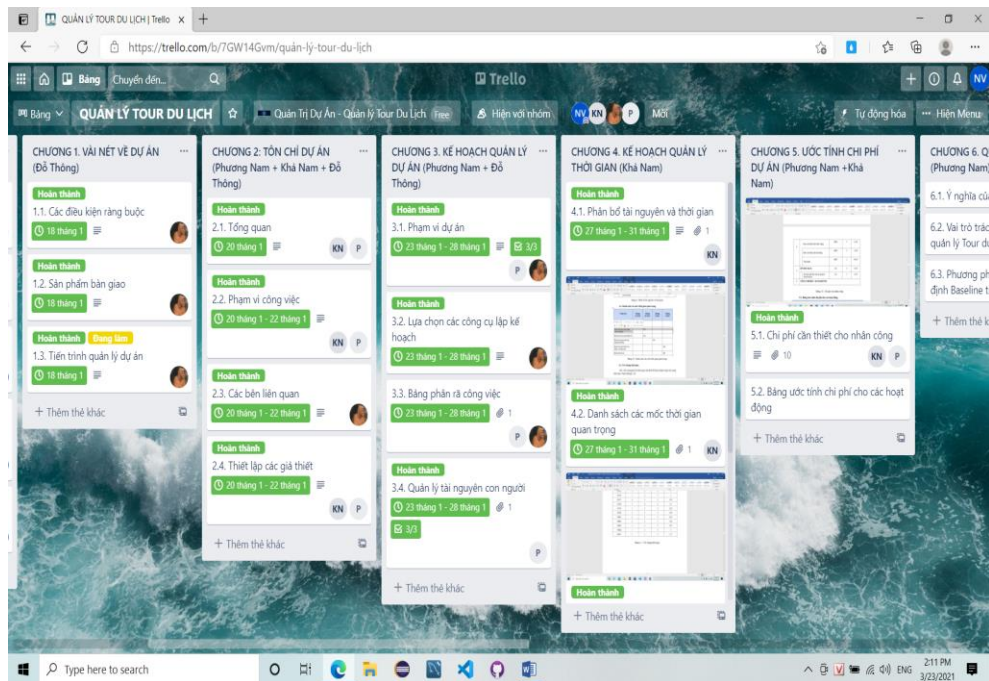 QUẢN LÝ TOUR DU LỊCH | Trello
https://trello.com/b/7GW14Gvm/quản-lý-tour-du-lịch
Bảng
Chuyển đến...
Trello
NV
Bảng
QUẢN LÝ TOUR DU LỊCH
Quản Trị Dự Án - Quản lý Tour Du Lịch Free
Hiện với nhóm
NV KN P
Mời
Tự động hóa
Hiện Menu
CHƯƠNG 1. VÀI NÉT VỀ DỰ ÁN
(Đỗ Thông)
Hoàn thành
1.1. Các điều kiện ràng buộc
18 tháng 1
Hoàn thành
1.2. Sản phẩm bàn giao
18 tháng 1
Hoàn thành Đang làm
1.3. Tiến trình quản lý dự án
18 tháng 1
+ Thêm thẻ khác
CHƯƠNG 2: TÔN CHỈ DỰ ÁN
(Phương Nam + Khả Nam + Đỗ
Thông)
Hoàn thành
2.1. Tổng quan
20 tháng 1
KN P
Hoàn thành
2.2. Phạm vi công việc
20 tháng 1 - 22 tháng 1
KN P
Hoàn thành
2.3. Các bên liên quan
20 tháng 1 - 22 tháng 1
Hoàn thành
2.4. Thiết lập các giả thiết
20 tháng 1 - 22 tháng 1
KN P
+ Thêm thẻ khác
CHƯƠNG 3. KẾ HOẠCH QUẢN LÝ
DỰ ÁN (Phương Nam + Đỗ
Thông)
Hoàn thành
3.1. Phạm vi dự án
23 tháng 1 - 28 tháng 1 3/3
P
Hoàn thành
3.2. Lựa chọn các công cụ lập kế
hoạch
23 tháng 1 - 28 tháng 1
3.3. Bảng phân rã công việc
23 tháng 1 - 28 tháng 1 1
P
Hoàn thành
3.4. Quản lý tài nguyên con người
23 tháng 1 - 28 tháng 1 1
3/3
P
+ Thêm thẻ khác
CHƯƠNG 4. KẾ HOẠCH QUẢN LÝ
THỜI GIAN (Khả Nam)
Hoàn thành
4.1. Phân bố tài nguyên và thời gian
27 tháng 1 - 31 tháng 1 1
KN
Hoàn thành
4.2. Danh sách các mốc thời gian
quan trọng
27 tháng 1 - 31 tháng 1 1 KN
Hoàn thành
+ Thêm thẻ khác
CHƯƠNG 5. ƯỚC TÍNH CHI PHÍ
DỰ ÁN (Phương Nam +Khả
Nam)
Hoàn thành
5.1. Chi phí cần thiết cho nhân công
10 KN P
5.2. Bảng ước tính chi phí cho các hoạt
động
+ Thêm thẻ khác
CHƯƠNG 6. Q
(Phương Nam
6.1. Ý nghĩa củ
6.2. Vai trò trác
quản lý Tour d
6.3. Phương ph
định Baseline t
+ Thêm thẻ k
Type here to search
ENG
2:11 PM
3/23/2021